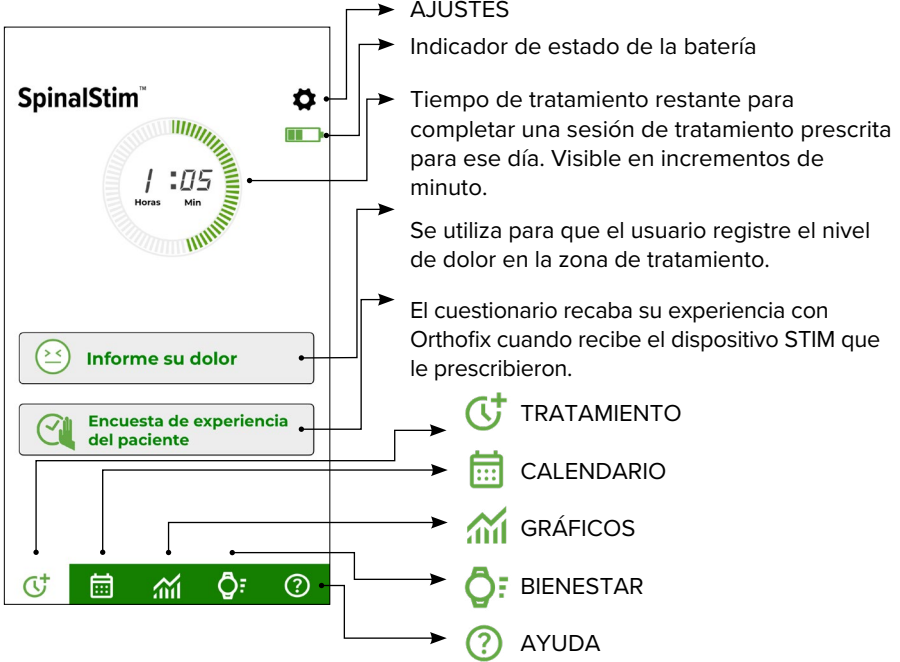 AJUSTES
Indicador de estado de la batería
SpinalStim™
Tiempo de tratamiento restante para
completar una sesión de tratamiento prescrita
para ese día. Visible en incrementos de
minuto.
1:05
Horas Min
Se utiliza para que el usuario registre el nivel
de dolor en la zona de tratamiento.
El cuestionario recaba su experiencia con
Orthofix cuando recibe el dispositivo STIM que
le prescribieron.
Informe su dolor
Encuesta de experiencia
del paciente
TRATAMIENTO
CALENDARIO
GRÁFICOS
BIENESTAR
AYUDA